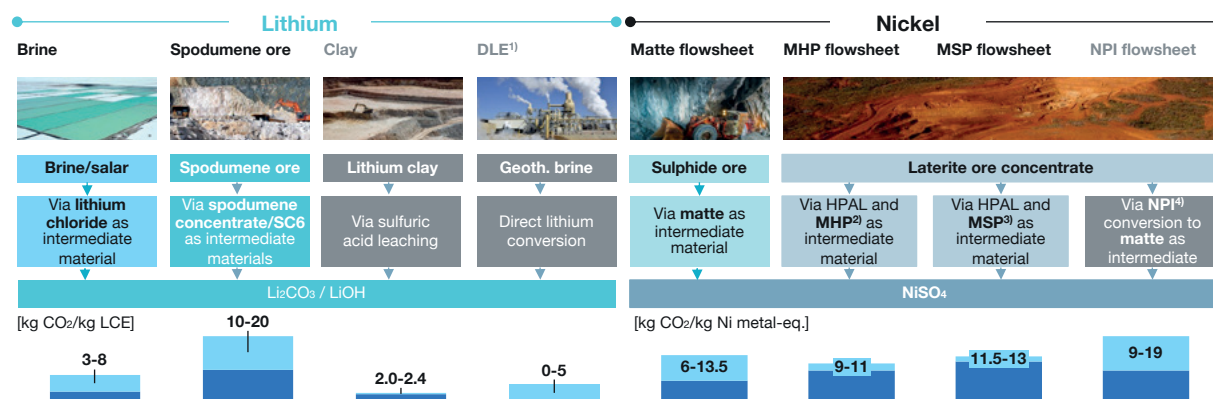 Lithium
Nickel
Brine
Spodumene ore
Clay
DLE1)
Matte flowsheet
MHP flowsheet
MSP flowsheet
NPI flowsheet
Brine/salar
Spodumene ore
Lithium clay
Geoth. brine
Sulphide ore
Laterite ore concentrate
Via lithium
chloride as
intermediate
material
Via spodumene
concentrate/SC6
as intermediate
materials
Via sulfuric
acid leaching
Direct lithium
conversion
Via matte as
intermediate
material
Via HPAL and
MHP2) as
intermediate
material
Via HPAL and
MSP3) as
intermediate
material
Via NPI4)
conversion to
matte as
intermediate
Li2CO3 / LiOH
NiSO4
[kg CO2/kg LCE]
[kg CO2/kg Ni metal-eq.]
3-8
10-20
2.0-2.4
0-5
6-13.5
9-11
11.5-13
9-19